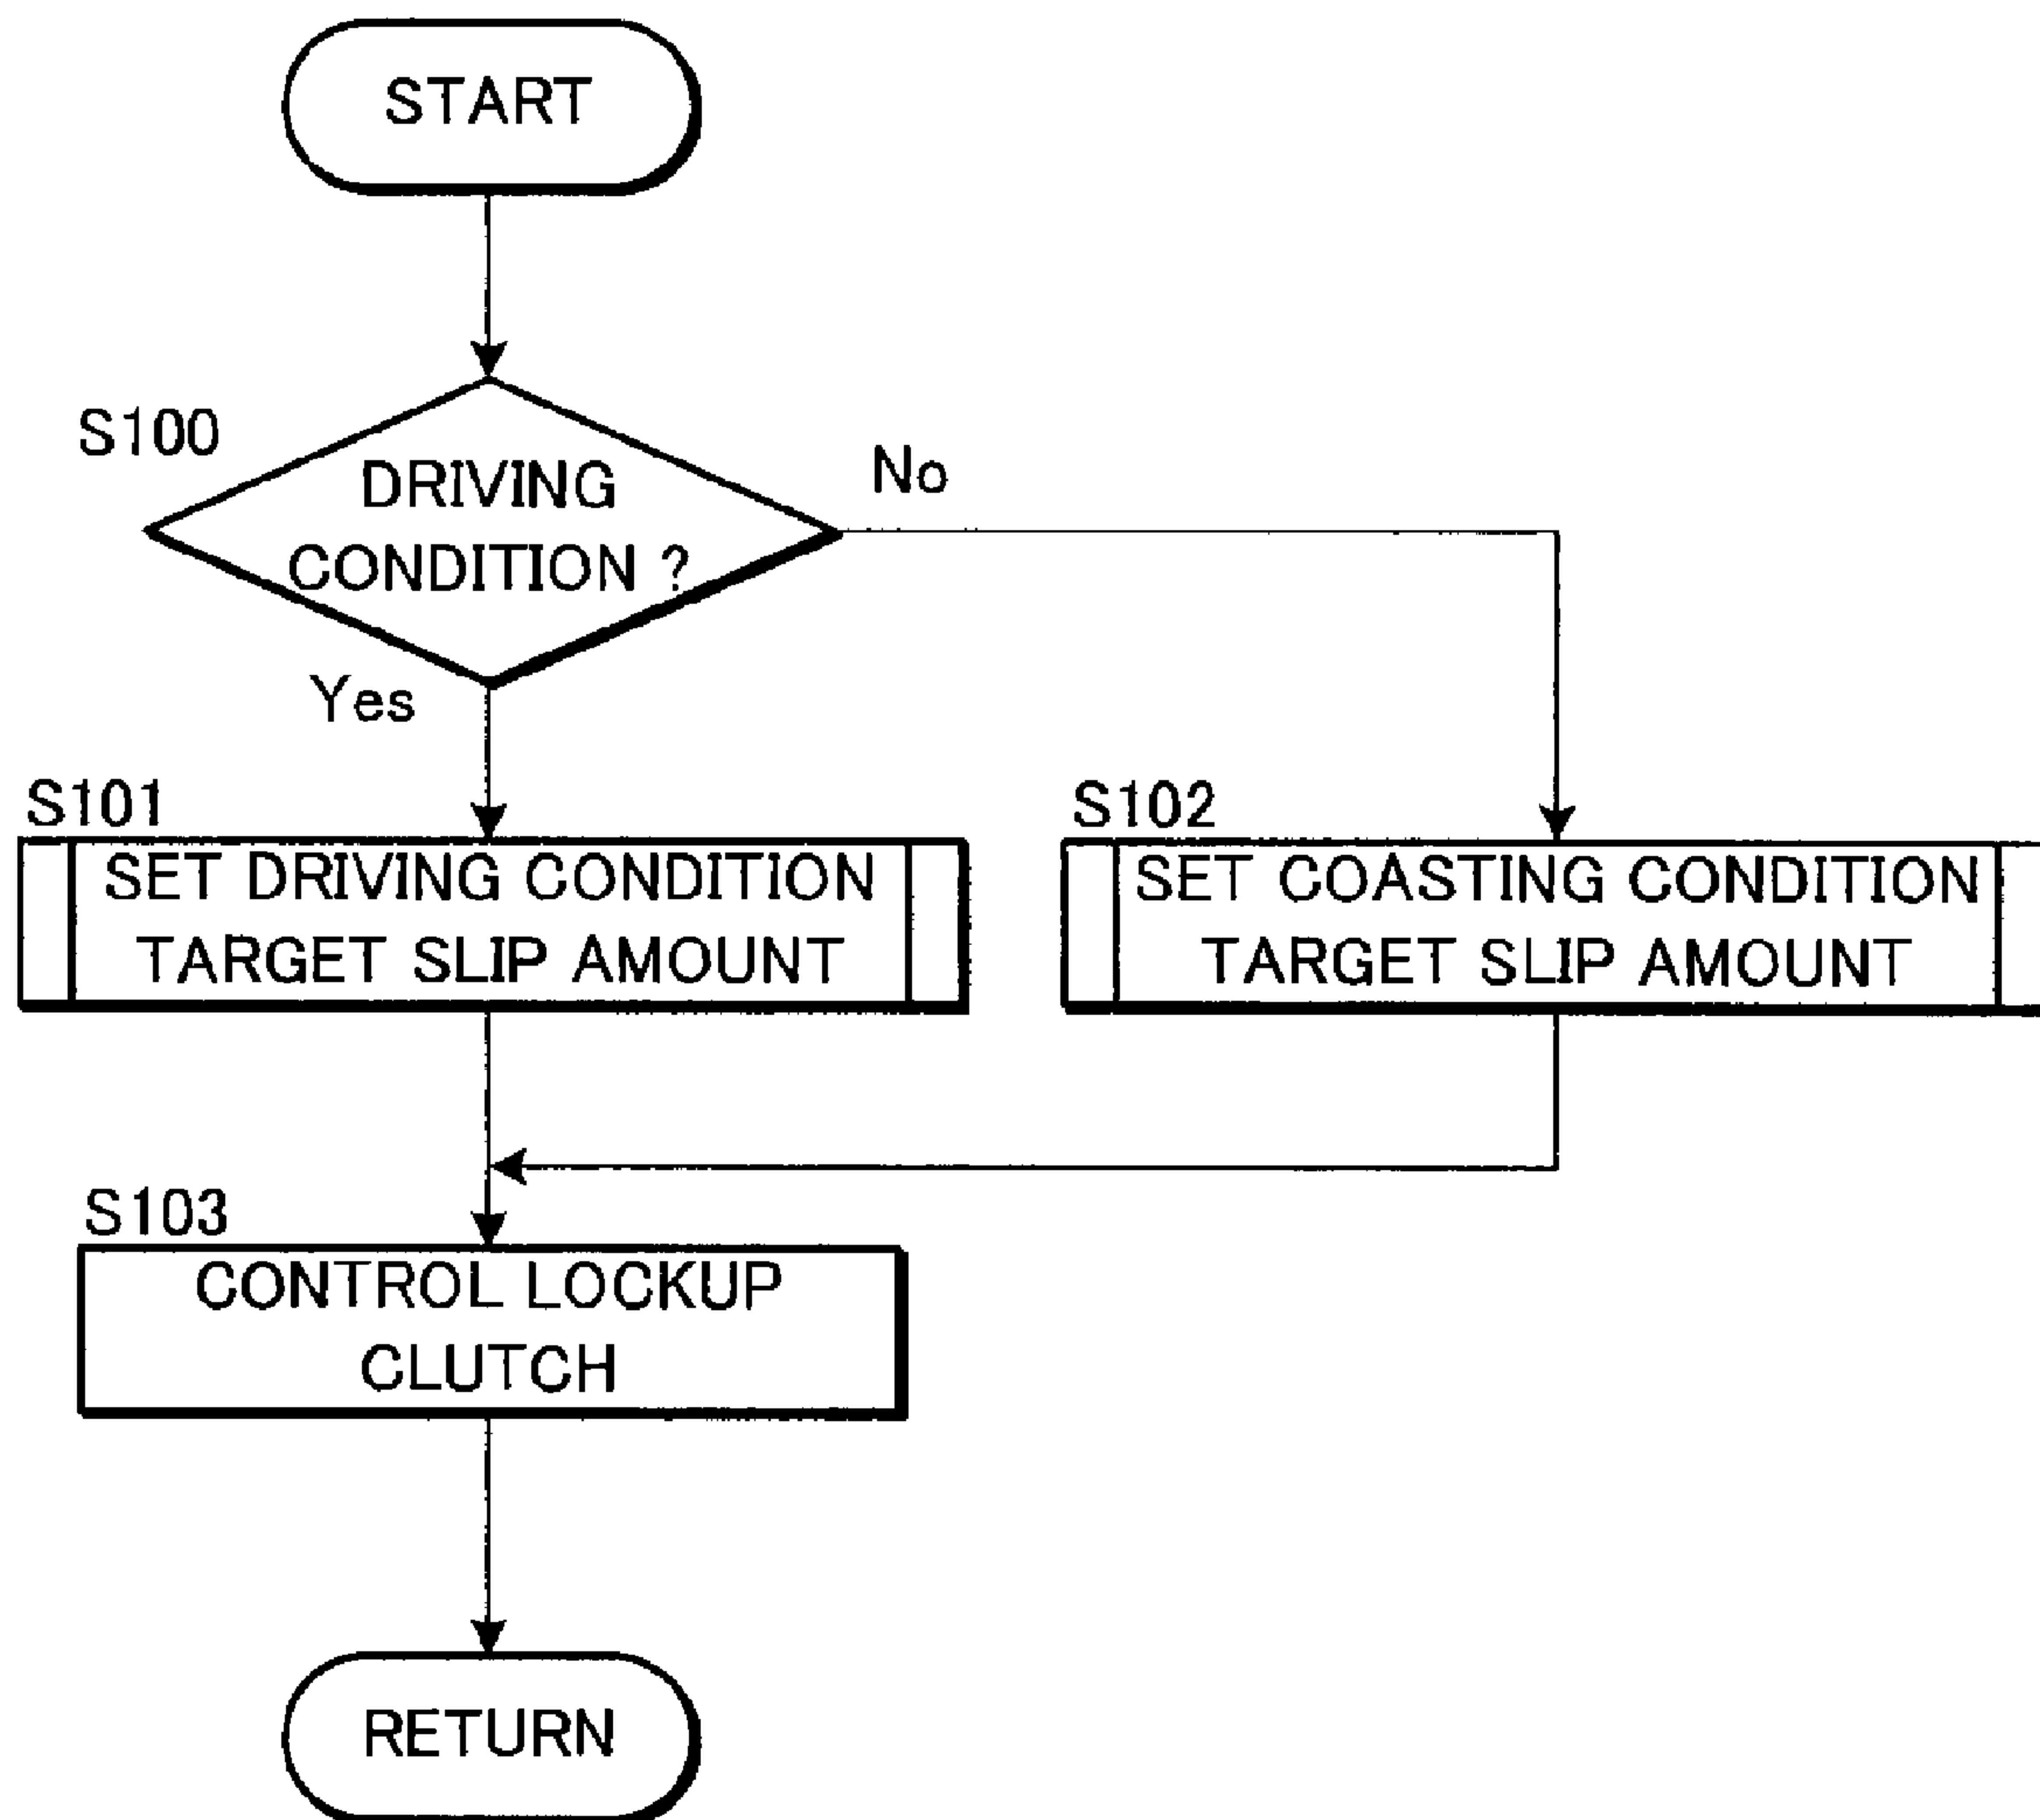 START
S100
DRIVING
CONDITION ?
No
Yes
S101
SET DRIVING CONDITION
TARGET SLIP AMOUNT
S102
SET COASTING CONDITION
TARGET SLIP AMOUNT
S103
CONTROL LOCKUP
CLUTCH
RETURN